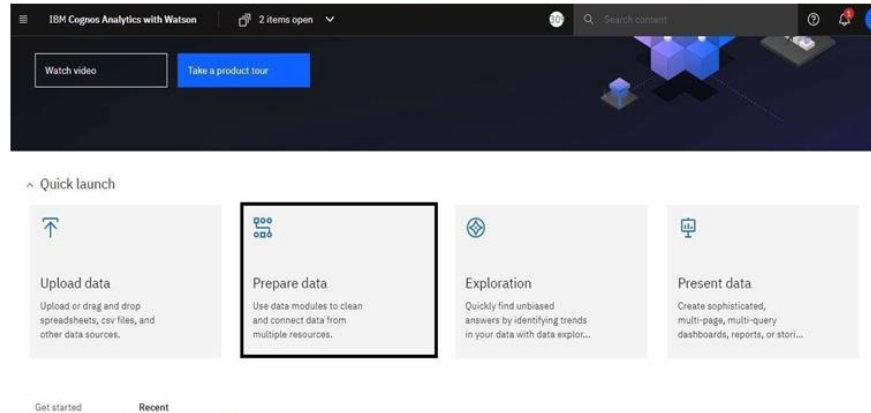 IBM Cognos Analytics with Watson
2 items open
30
Search content
1
Watch video
Take a product tour
Quick launch
Upload data
Upload or drag and drop
spreadsheets, csv files, and
other data sources.
Prepare data
Use data modules to clean
and connect data from
multiple resources.
Exploration
Quickly find unbiased
answers by identifying trends
in your data with data explor...
Present data
Create sophisticated,
multi-page, multi-query
dashboards, reports, or stori...
Get started
Recent